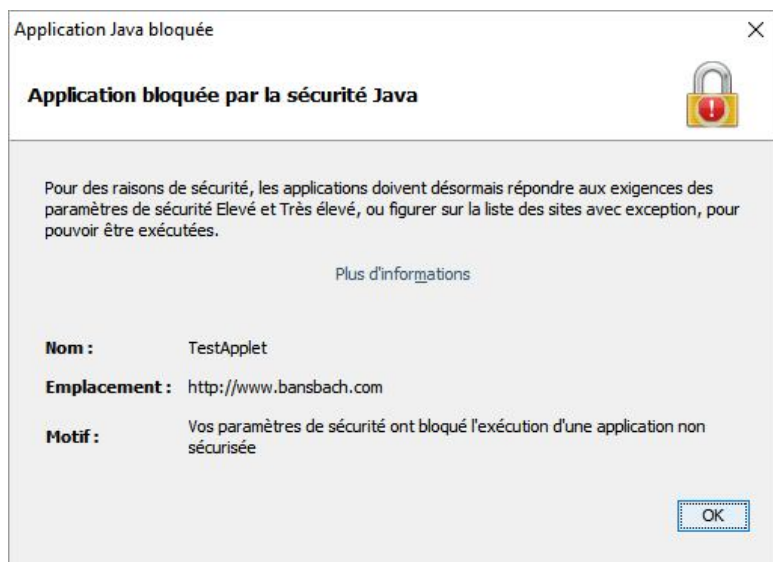 Application Java bloquée
Application bloquée par la sécurité Java
Pour des raisons de sécurité, les applications doivent désormais répondre aux exigences des
paramètres de sécurité Elevé et Très élevé, ou figurer sur la liste des sites avec exception, pour
pouvoir être exécutées.
Plus d'informations
Nom : TestApplet
Emplacement : http://www.bansbach.com
Motif : Vos paramètres de sécurité ont bloqué l'exécution d'une application non
sécurisée
OK